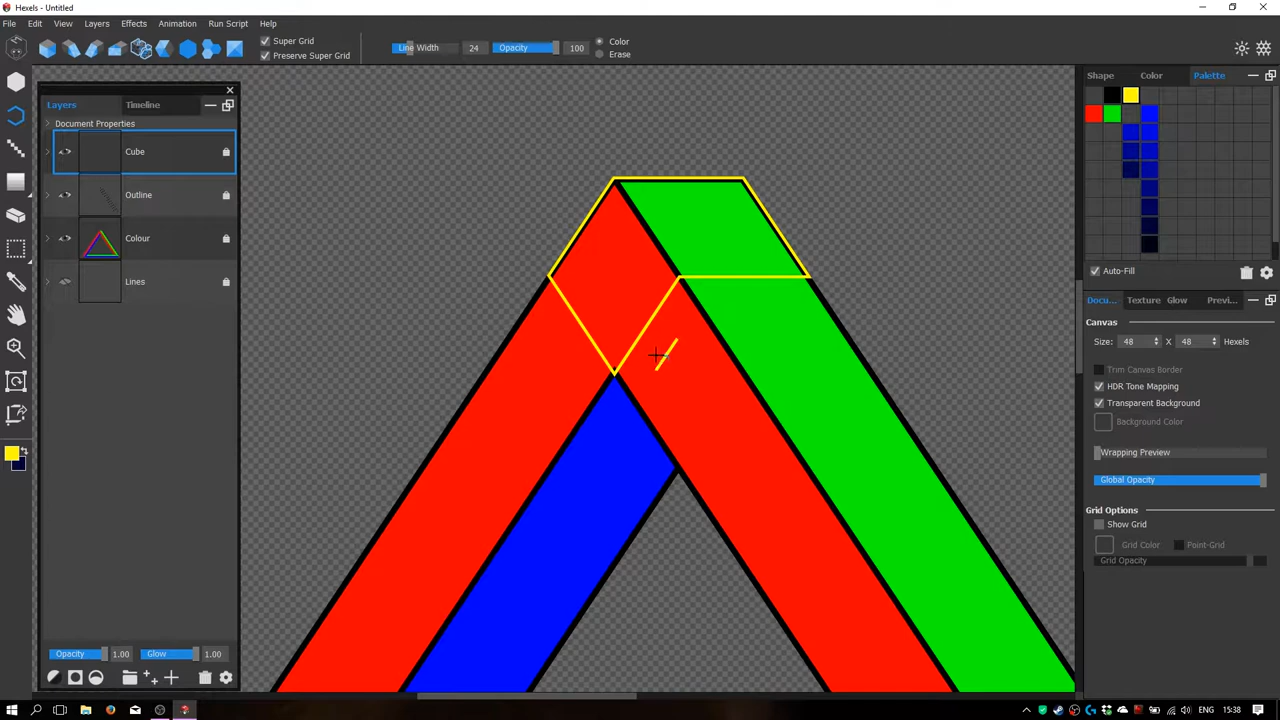 Hexels - Untitled
File Edit View Layers Effects Animation Run Script Help
Super Grid
Preserve Super Grid
Line Width 24 Opacity 100
Color
Erase
Layers Timeline
Document Properties
Cube
Outline
Colour
Lines
Opacity 1.00 Glow 1.00
Shape Color Palette
Auto-Fill
Docu... Texture Glow Previ...
Canvas
Size: 48 X 48 Hexels
Trim Canvas Border
HDR Tone Mapping
Transparent Background
Background Color
Wrapping Preview
Global Opacity
Grid Options
Show Grid
Grid Color Point-Grid
Grid Opacity
ENG 15:38